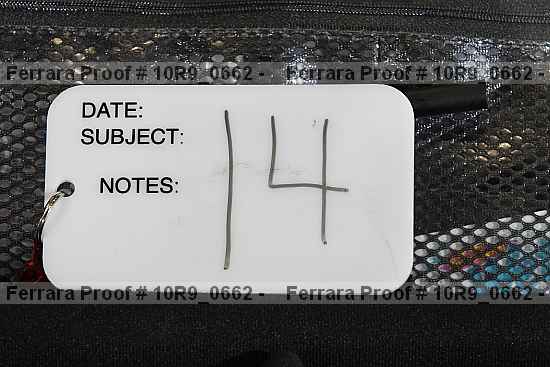 Ferrara Proof # 10R9_0662 - Ferrara Proof # 10R9_0662 -
DATE:
SUBJECT:
NOTES:
14
Ferrara Proof # 10R9_0662 - Ferrara Proof # 10R9_0662 -